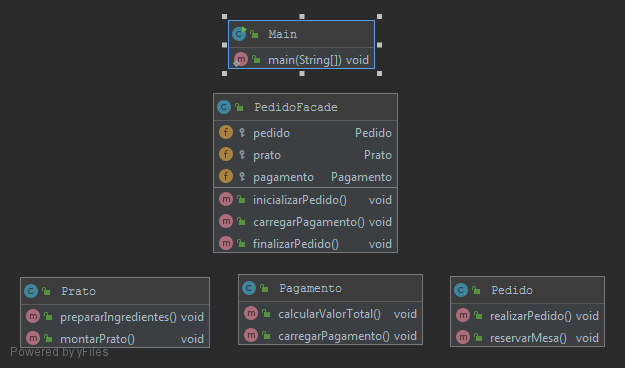 Main
main(String[]) void
PedidoFacade
pedido Pedido
prato Prato
pagamento Pagamento
inicializarPedido() void
carregarPagamento() void
finalizarPedido() void
Prato
prepararIngredientes() void
montarPrato() void
Pagamento
calcularValorTotal() void
carregarPagamento() void
Pedido
realizarPedido() void
reservarMesa() void
Powered by yFiles